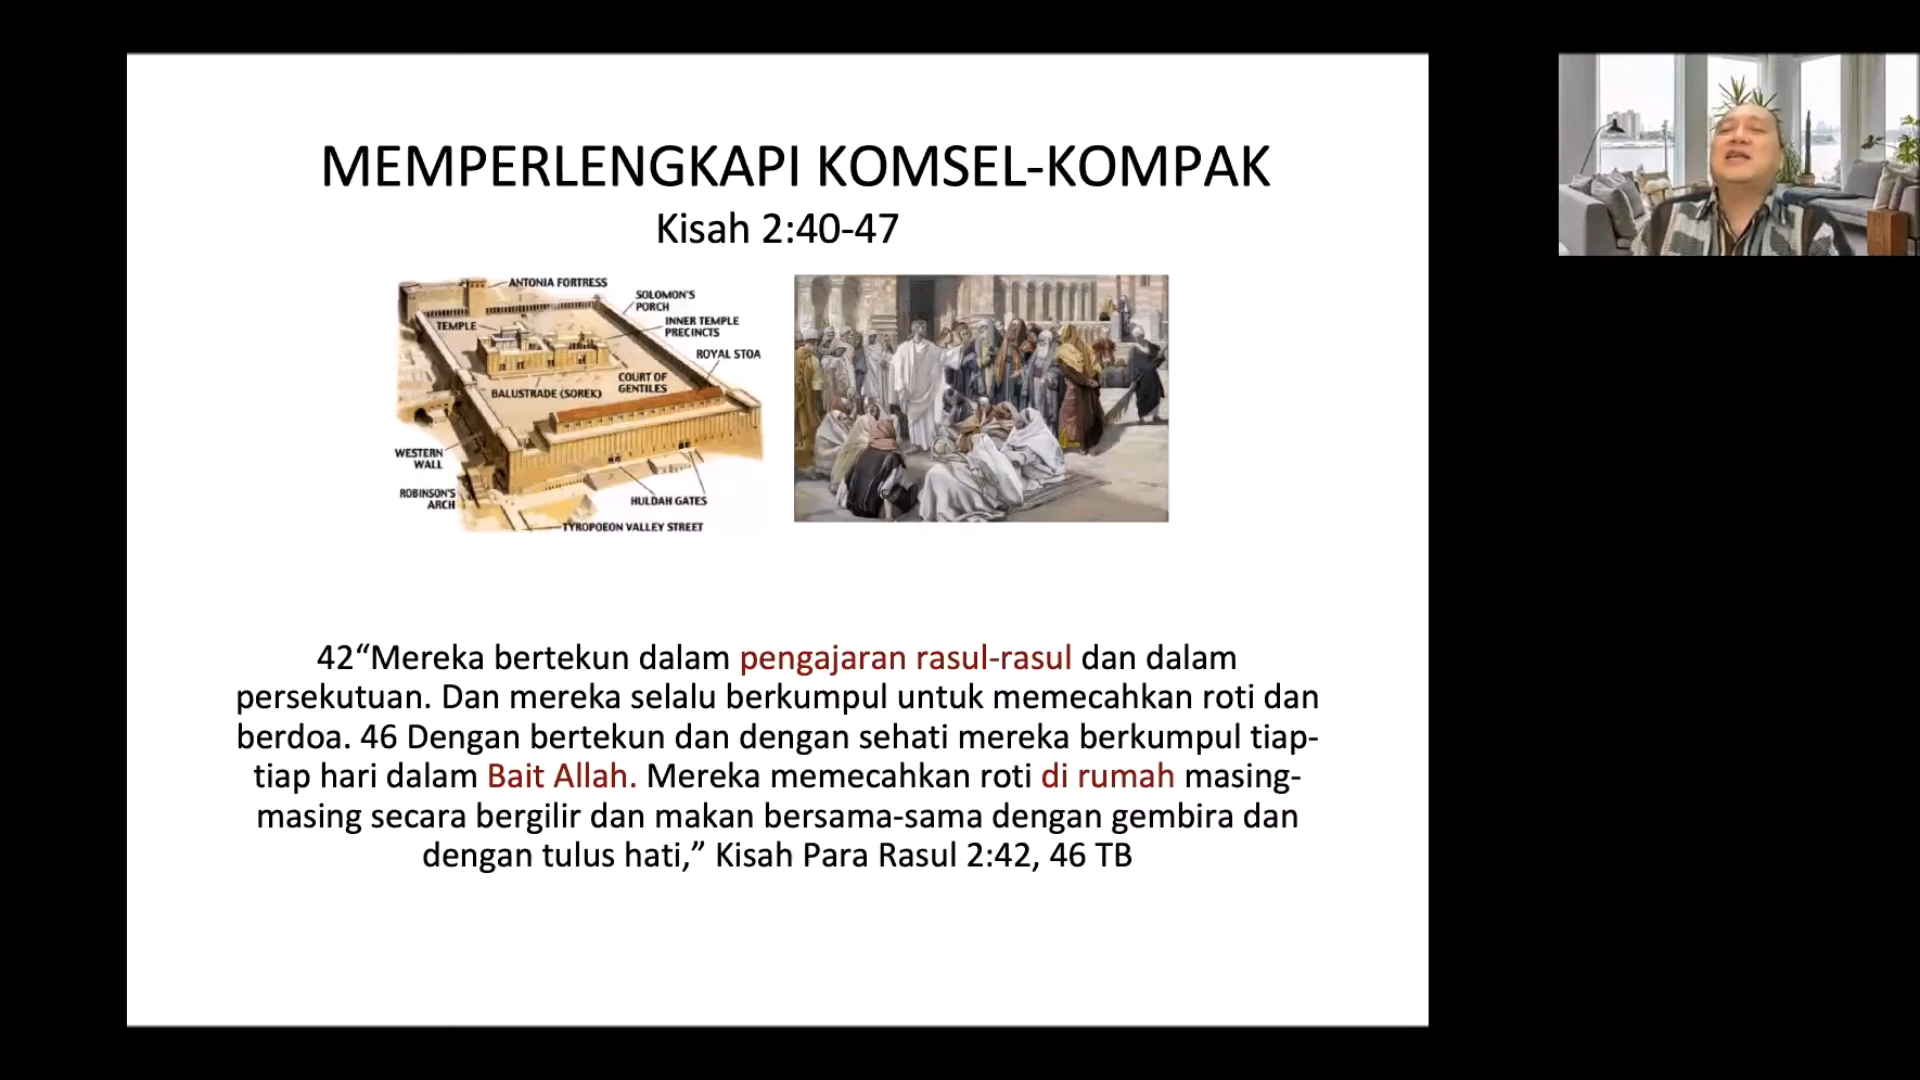 MEMPERLENGKAPI KOMSEL-KOMPAK
Kisah 2:40-47
ANTONIA FORTRESS
SOLOMON'S
PORCH
TEMPLE
INNER TEMPLE
PRECINCTS
ROYAL STOA
COURT OF
GENTILES
BALUSTRADE (SOREK)
WESTERN
WALL
ROBINSON'S
ARCH
HULDAH GATES
TYROPOEON VALLEY STREET
42“Mereka bertekun dalam pengajaran rasul-rasul dan dalam
persekutuan. Dan mereka selalu berkumpul untuk memecahkan roti dan
berdoa. 46 Dengan bertekun dan dengan sehati mereka berkumpul tiap-
tiap hari dalam Bait Allah. Mereka memecahkan roti di rumah masing-
masing secara bergilir dan makan bersama-sama dengan gembira dan
dengan tulus hati,” Kisah Para Rasul 2:42, 46 TB